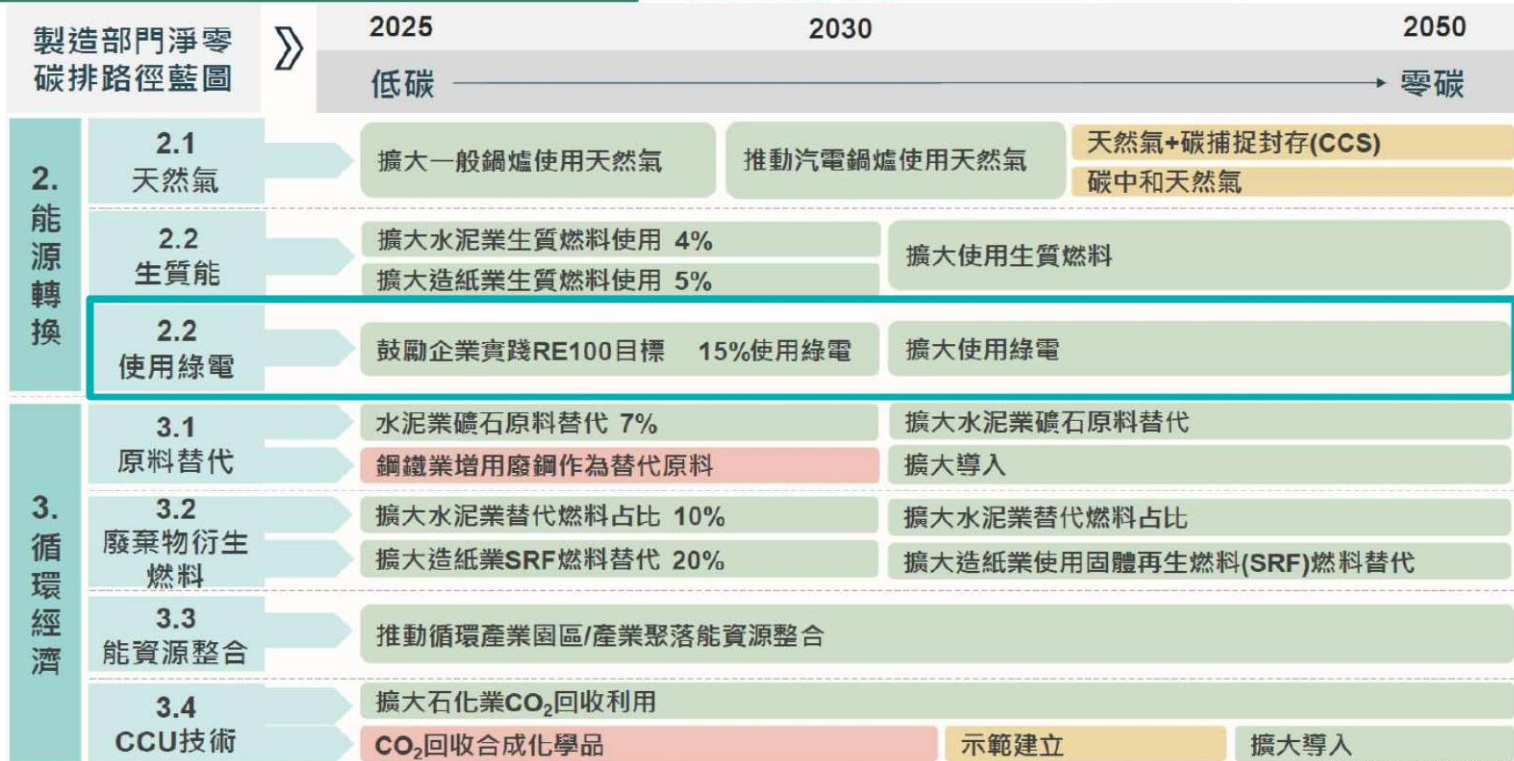 製造部門淨零
碳排路徑藍圖
2025
2030
2050
低碳
零碳
2.
能
源
轉
換
2.1
天然氣
擴大一般鍋爐使用天然氣
推動汽電鍋爐使用天然氣
天然氣+碳捕捉封存(CCS)
碳中和天然氣
2.2
生質能
擴大水泥業生質燃料使用 4%
擴大造紙業生質燃料使用 5%
擴大使用生質燃料
2.2
使用綠電
鼓勵企業實踐RE100目標 15%使用綠電
擴大使用綠電
3.
循
環
經
濟
3.1
原料替代
水泥業礦石原料替代 7%
擴大水泥業礦石原料替代
鋼鐵業增用廢鋼作為替代原料
擴大導入
3.2
廢棄物衍生
燃料
擴大水泥業替代燃料占比 10%
擴大水泥業替代燃料占比
擴大造紙業SRF燃料替代 20%
擴大造紙業使用固體再生燃料(SRF)燃料替代
3.3
能資源整合
推動循環產業園區/產業聚落能資源整合
3.4
CCU技術
擴大石化業CO₂回收利用
CO₂回收合成化學品
示範建立
擴大導入